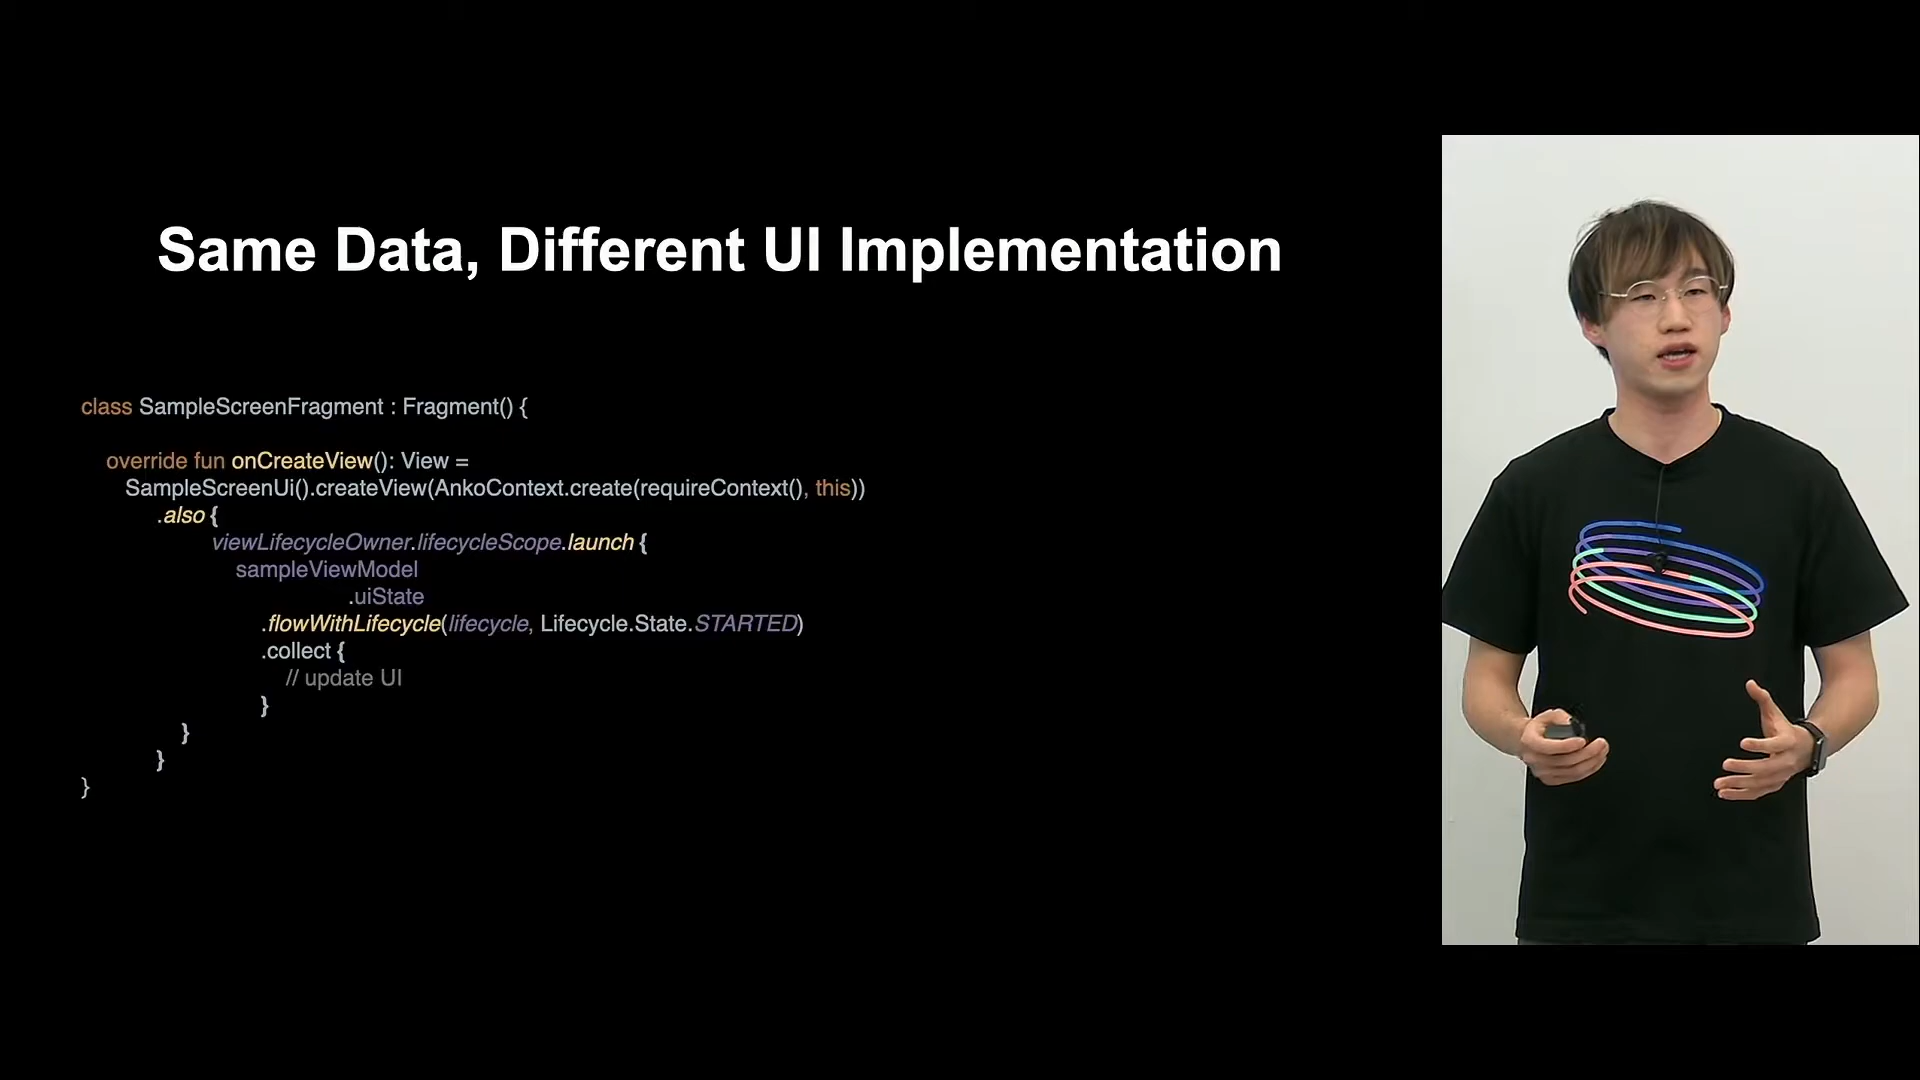 Same Data, Different UI Implementation
class SampleScreenFragment : Fragment() {
override fun onCreateView(): View =
SampleScreenUi().createView(AnkoContext.create(requireContext(), this))
.also {
viewLifecycleOwner.lifecycleScope.launch {
sampleViewModel
.uiState
.flowWithLifecycle(lifecycle, Lifecycle.State.STARTED)
.collect {
// update UI
}
}
}
}